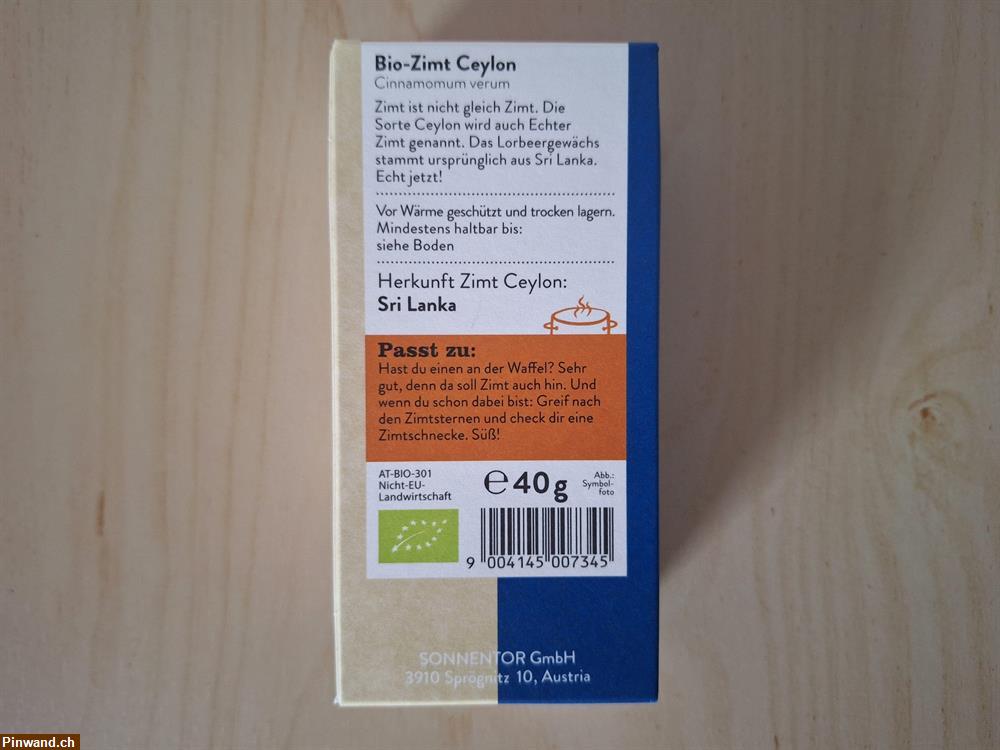 Bio-Zimt Ceylon
Cinnamomum verum
Zimt ist nicht gleich Zimt. Die
Sorte Ceylon wird auch Echter
Zimt genannt. Das Lorbeergewächs
stammt ursprünglich aus Sri Lanka.
Echt jetzt!
Vor Wärme geschützt und trocken lagern.
Mindestens haltbar bis:
siehe Boden
Herkunft Zimt Ceylon:
Sri Lanka
Passt zu:
Hast du einen an der Waffel? Sehr
gut, denn da soll Zimt auch hin. Und
wenn du schon dabei bist: Greif nach
den Zimtsternen und check dir eine
Zimtschnecke. Süß!
AT-BIO-301
Nicht-EU-
Landwirtschaft
℮40g
Abb.:
Symbol-
foto
9 004145 007345
SONNENTOR GmbH
3910 Sprögnitz 10, Austria
Pinwand.ch